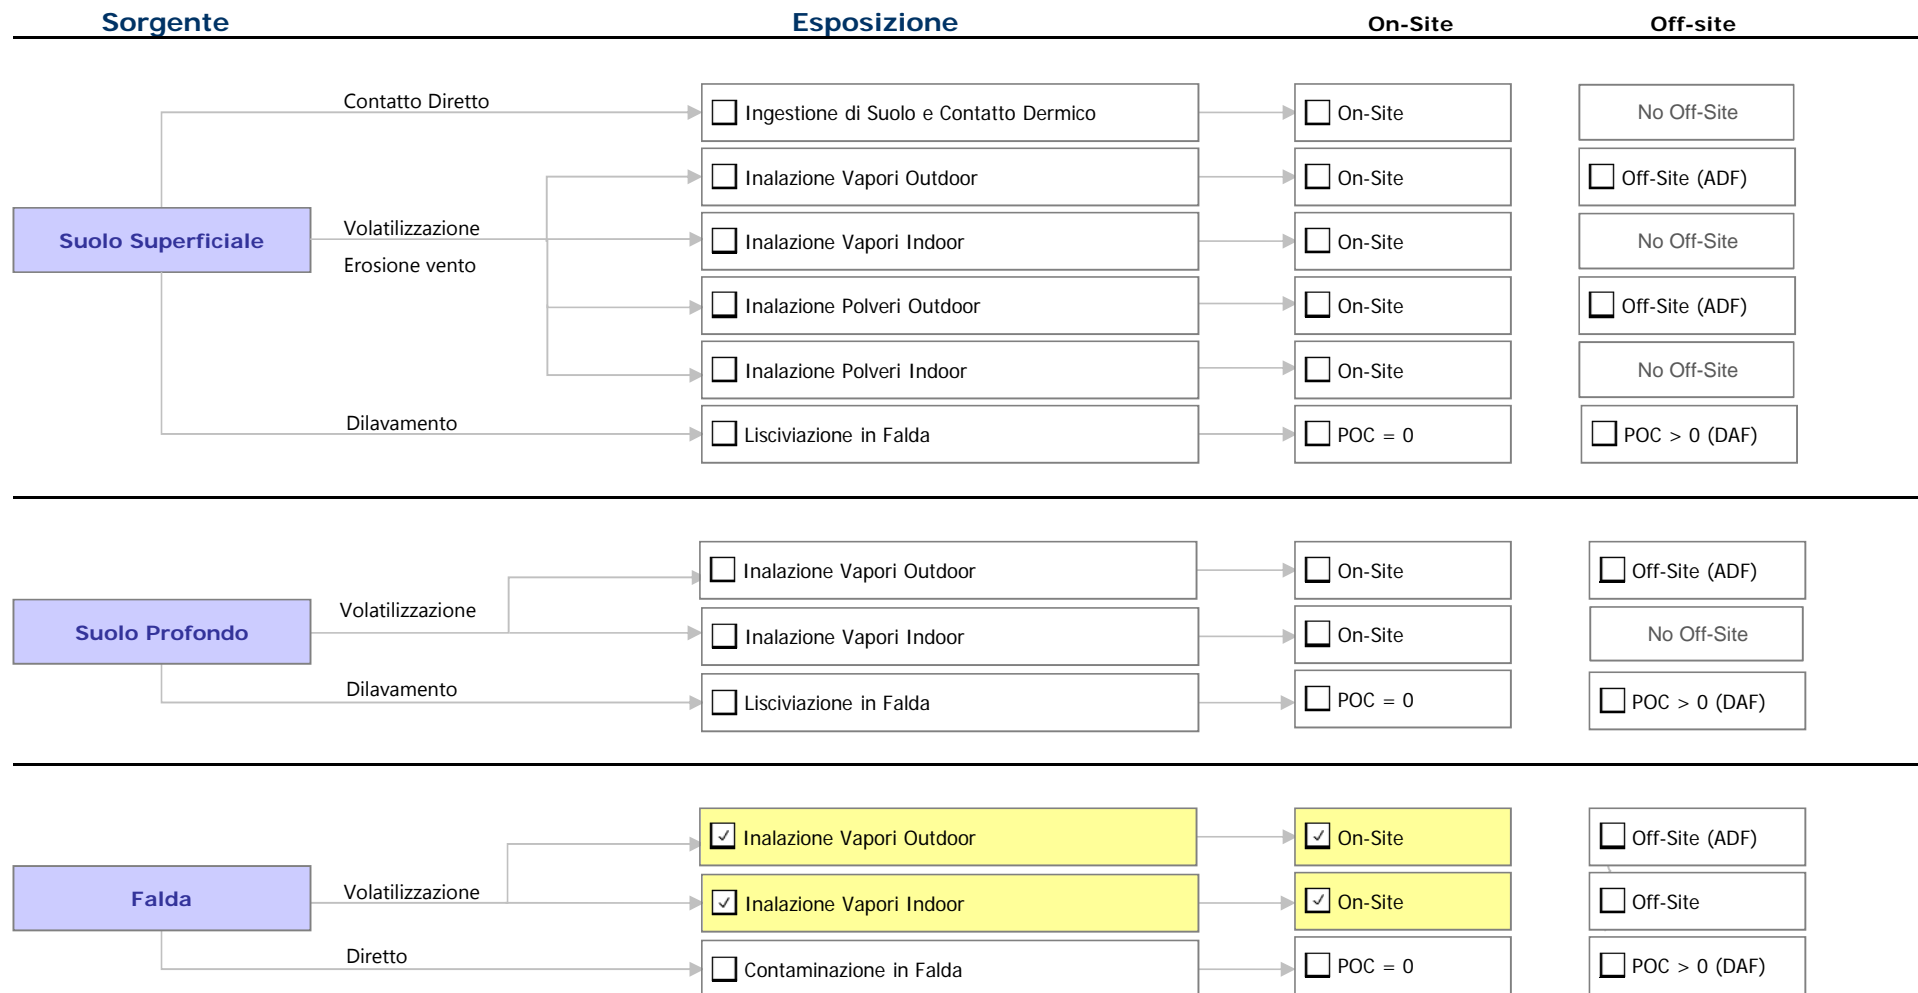 Sorgente Esposizione On-Site Off-site
Contatto Diretto
Ingestione di Suolo e Contatto Dermico On-Site No Off-Site
Inalazione Vapori Outdoor On-Site Off-Site (ADF)
Suolo Superficiale Volatilizzazione Inalazione Vapori Indoor On-Site No Off-Site
Erosione vento
Inalazione Polveri Outdoor On-Site Off-Site (ADF)
Inalazione Polveri Indoor On-Site No Off-Site
Dilavamento
Lisciviazione in Falda POC = 0 POC > 0 (DAF)
Inalazione Vapori Outdoor On-Site Off-Site (ADF)
Volatilizzazione
Suolo Profondo Inalazione Vapori Indoor On-Site No Off-Site
Dilavamento
Lisciviazione in Falda POC = 0 POC > 0 (DAF)
Inalazione Vapori Outdoor On-Site Off-Site (ADF)
Falda Volatilizzazione Inalazione Vapori Indoor On-Site Off-Site
Diretto
Contaminazione in Falda POC = 0 POC > 0 (DAF)